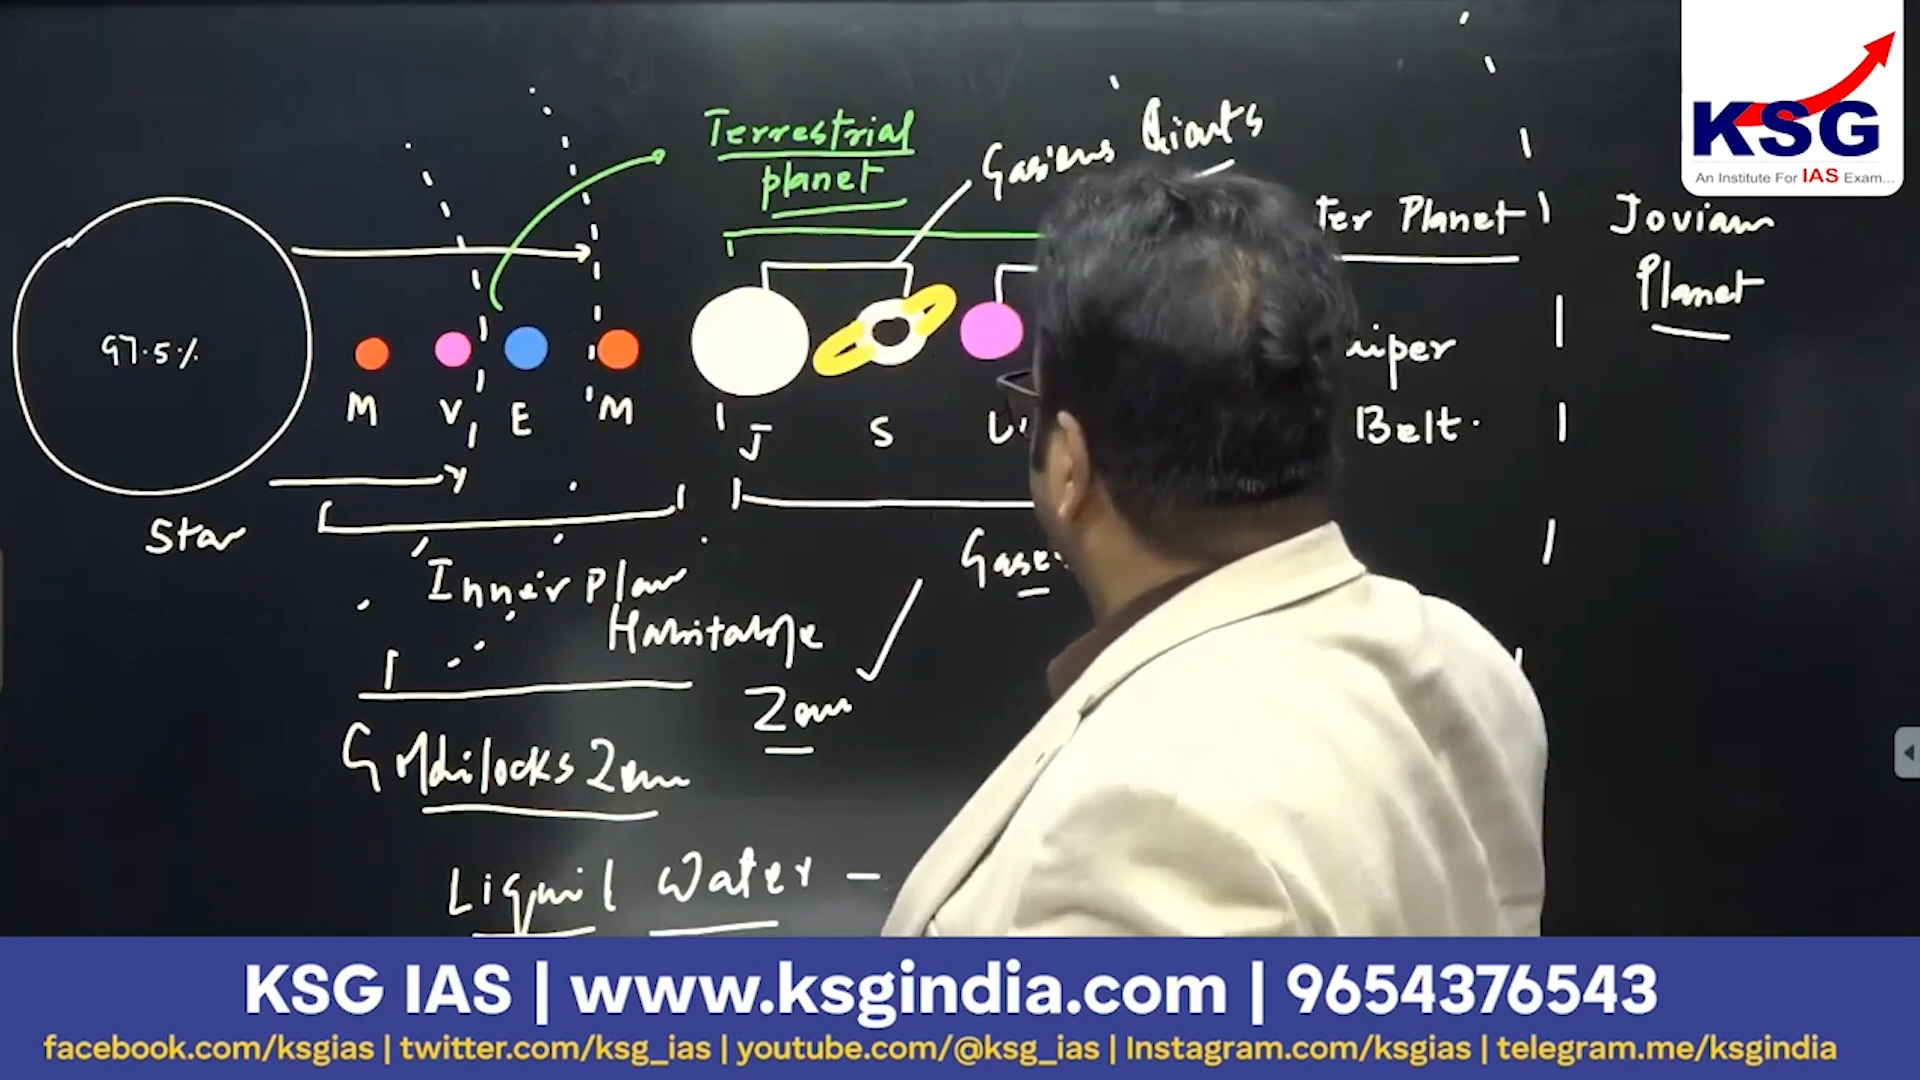 KSG
An Institute For IAS Exam...
Terrestrial
planet
Giants
ter Planet
Jovian
Planet
97.5%
uiper
Belt.
M V E M J S U
Star
Inner Plan
Gase
Habitable
Zone
Goldilocks Zone
Liquid Water -
KSG IAS | www.ksgindia.com | 9654376543
facebook.com/ksgias | twitter.com/ksg_ias | youtube.com/@ksg_ias | Instagram.com/ksgias | telegram.me/ksgindia